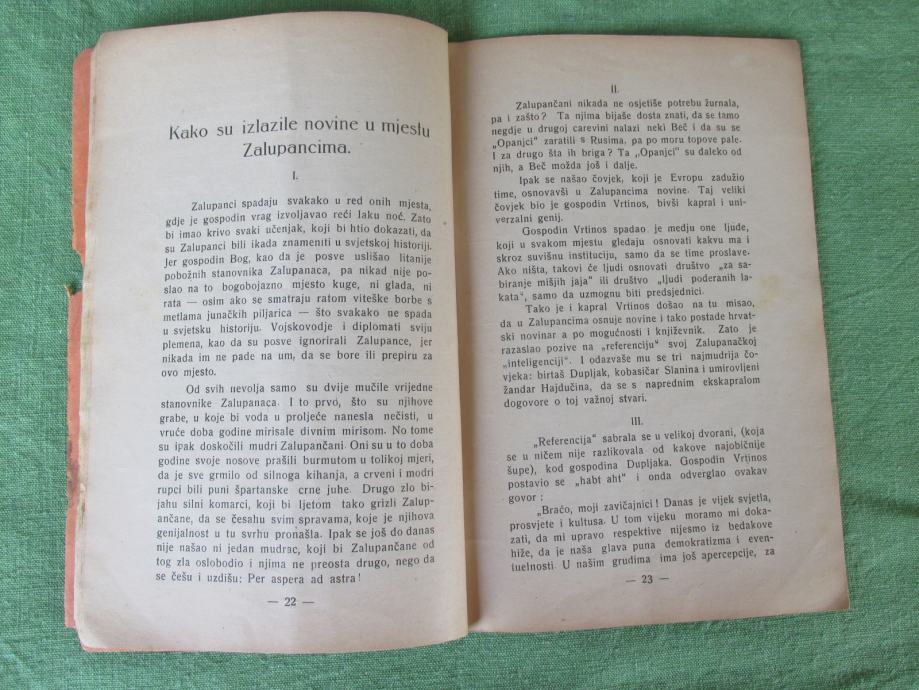 Kako su izlazile novine u mjestu
Zalupancima.
I.
Zalupanci spadaju svakako u red onih mjesta,
gdje je gospodin vrag izvoljavao reći laku noć. Zato
bi imao krivo svaki učenjak, koji bi htio dokazati, da
su Zalupanci bili ikada znameniti u svjetskoj historiji.
Jer gospodin Bog, kao da je posve uslišao litanije
pobožnih stanovnika Zalupanaca, pa nikad nije po-
slao na to bogobojazno mjesto kuge, ni glada, ni
rata — osim ako se smatraju ratom viteške borbe s
metlama junačkih piljarica — što svakako ue spada
u svjetsku historiju. Vojskovodje i diplomati sviju
plemena, kao da su posve ignorirali Zalupance, jer
nikada im ne pade na um, da se bore ili prepiru za
ovo mjesto.
Od svih nevolja samo su dvije mučile vrijedne
stanovnike Zalupanaca. I to prvo, što su njihove
grabe, u koje bi voda u proljeće nanesla nečisti, u
vruće doba godine mirisale divnim mirisom. No tome
su ipak doskočili mudri Zalupančani. Oni su u to doba
godine svoje nosove prašili burmutom u tolikoj mjeri,
da je sve grmilo od silnoga kihanja, a crveni i modri
rupci bili puni špartanske crne juhe. Drugo zlo bi-
jahu silni komarci, koji bi ljetom tako grizli Zalup-
ančane, da se česahu svim spravama, koje je njihova
genijalnost u tu svrhu pronašla. Ipak se još do danas
nije našao ni jedan mudrac, koji bi Zalupančane od
tog zla oslobodio i njima ne preosta drugo, nego da
se češu i uzdišu: Per aspera ad astra!
— 22 —
II.
Zalupančani nikada ne osjetiše potrebu žurnala,
pa i zašto? Ta njima bijaše dosta znati, da se tamo
negdje u drugoj carevini nalazi neki Beč i da su se
„Opanjci" zaratili s Rusima, pa po moru topove pale.
I za drugo šta ih briga? Ta „Opanjci" su daleko od
njih, a Beč možda još i dalje.
Ipak se našao čovjek, koji je Evropu zadužio
time, osnovavši u Zalupancima novine. Taj veliki
čovjek bio je gospodin Vrtinos, bivši kapral i uni-
verzalni genij.
Gospodin Vrtinos spadao je medju one ljude,
koji u svakom mjestu gledaju osnovati kakvu ma i
skroz suvišnu instituciju, samo da se time proslave.
Ako ništa, takovi će ljudi osnovati društvo „za sa-
biranje mišjih jaja" ili društvo „ljudi poderanih la-
kata", samo da uzmognu biti predsjednici.
Tako je i kapral Vrtinos došao na tu misao,
da u Zalupancima osnuje novine i tako postade hrvat-
ski novinar a po mogućnosti i književnik. Zato je
razaslao pozive na „referenciju" svoj Zalupanačkoj
„inteligenciji". I odazvaše mu se tri najmudrija čo-
vjeka: birtaš Dupljak, kobasičar Slanina i umirovljeni
žandar Hajdučina, da se s naprednim ekskapralom
dogovore o toj važnoj stvari.
III.
„Referencija" sabrala se u velikoj dvorani, (koja
se u ničem nije razlikovala od kakove najobičnije
šupe), kod gospodina Dupljaka. Gospodin Vrtinos
postavio se „habt aht" i onda odverglao ovakav
govor:
„Braćo, moji zavičajnici! Danas je vijek svjetla,
prosvjete i kultusa. U tom vijeku moramo mi doka-
zati, da mi upravo respektive nijesmo iz bedakove
hiže, da je naša glava puna demokratizma i even-
tuelnosti. U našim grudima ima još apercepije, za
— 23 —